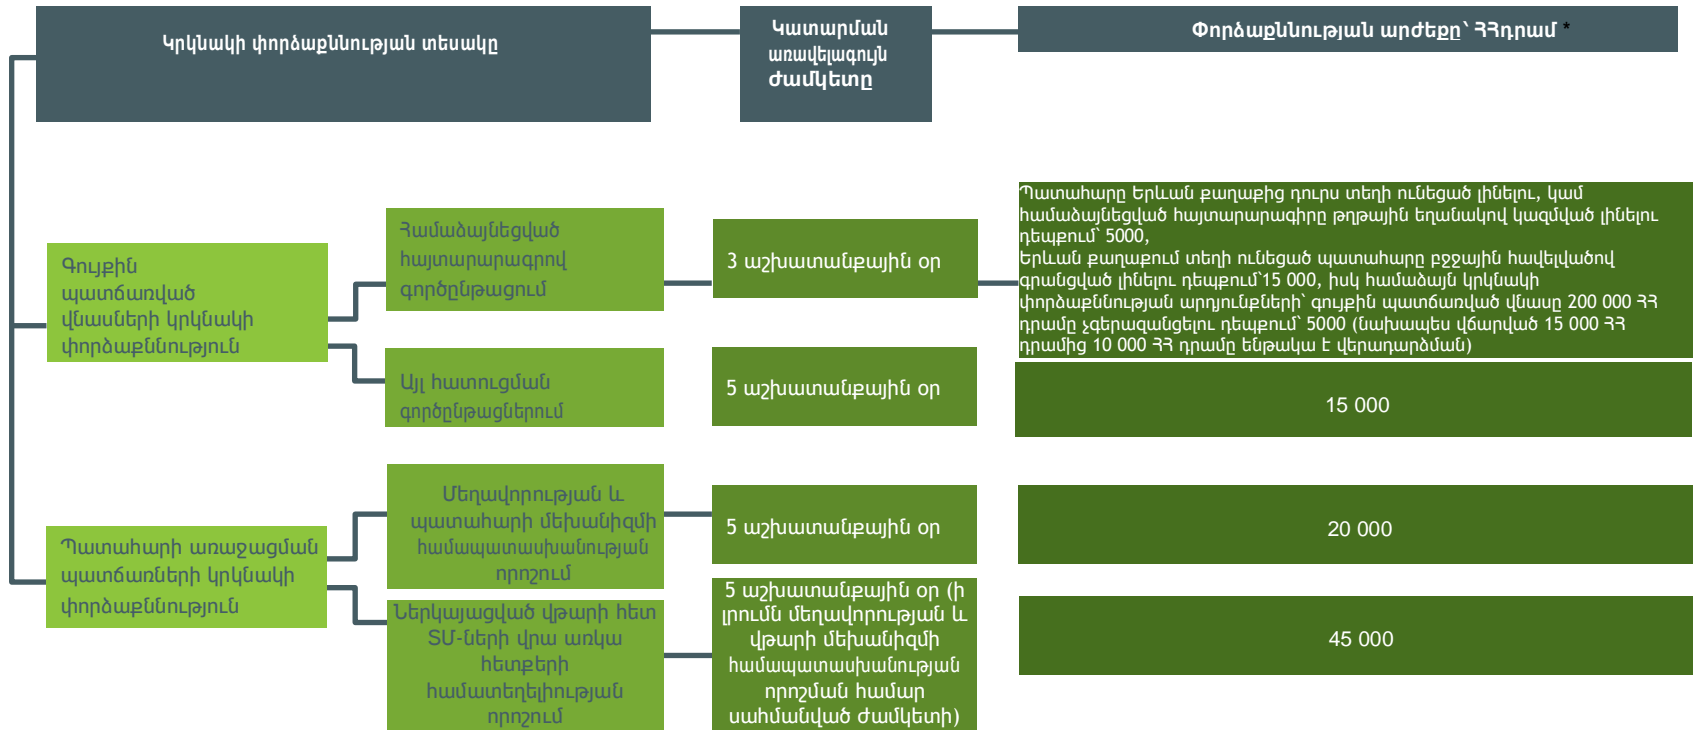 Կրկնակի փորձաքննության տեսակը
Կատարման
առավելագույն
ժամկետը
Փորձաքննության արժեքը՝ ՀՀդրամ *
Գույքին
պատճառված
վնասների կրկնակի
փորձաքննություն
Համաձայնեցված
հայտարարագրով
գործընթացում
3 աշխատանքային օր
Պատահարը Երևան քաղաքից դուրս տեղի ունեցած լինելու, կամ
համաձայնեցված հայտարարագիրը թղթային եղանակով կազմված լինելու
դեպքում՝ 5000,
Երևան քաղաքում տեղի ունեցած պատահարը բջջային հավելվածով
գրանցված լինելու դեպքում՝15 000, իսկ համաձայն կրկնակի
փորձաքննության արդյունքների՝ գույքին պատճառված վնասը 200 000 ՀՀ
դրամը չգերազանցելու դեպքում՝ 5000 (նախապես վճարված 15 000 ՀՀ
դրամից 10 000 ՀՀ դրամը ենթակա է վերադարձման)
Այլ հատուցման
գործընթացներում
5 աշխատանքային օր
15 000
Պատահարի առաջացման
պատճառների կրկնակի
փորձաքննություն
Մեղավորության և
պատահարի մեխանիզմի
համապատասխանության
որոշում
5 աշխատանքային օր
20 000
Ներկայացված վթարի հետ
ՏՄ-ների վրա առկա
հետքերի
համատեղելիության
որոշում
5 աշխատանքային օր (ի
լրումն մեղավորության և
վթարի մեխանիզմի
համապատասխանության
որոշման համար
սահմանված ժամկետի)
45 000